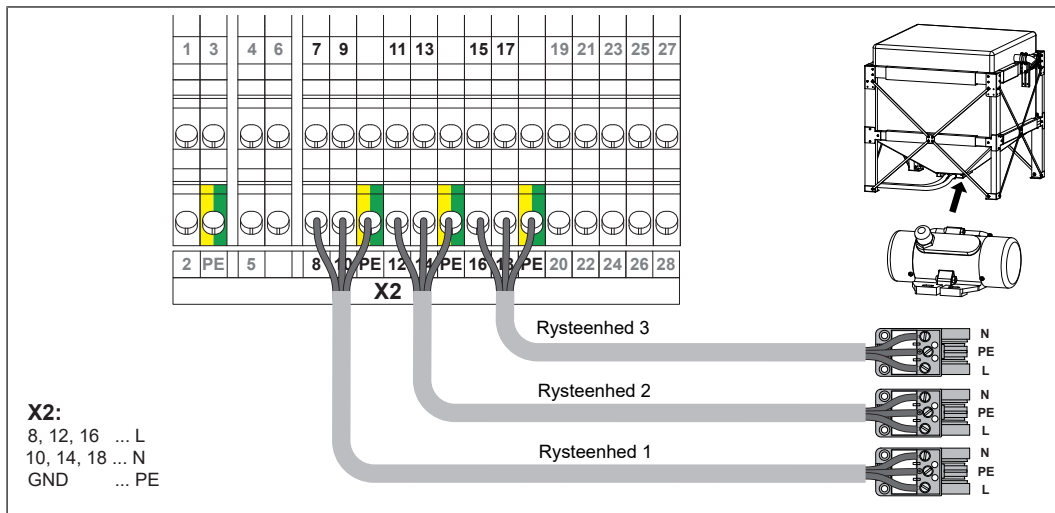 1 3 4 6 7 9 11 13 15 17 19 21 23 25 27
2 PE 5 8 10 PE 12 14 PE 16 18 PE 20 22 24 26 28
X2
Rysteenhed 3
N
PE
L
Rysteenhed 2
N
PE
L
Rysteenhed 1
N
PE
L
X2:
8, 12, 16 ... L
10, 14, 18 ... N
GND ... PE